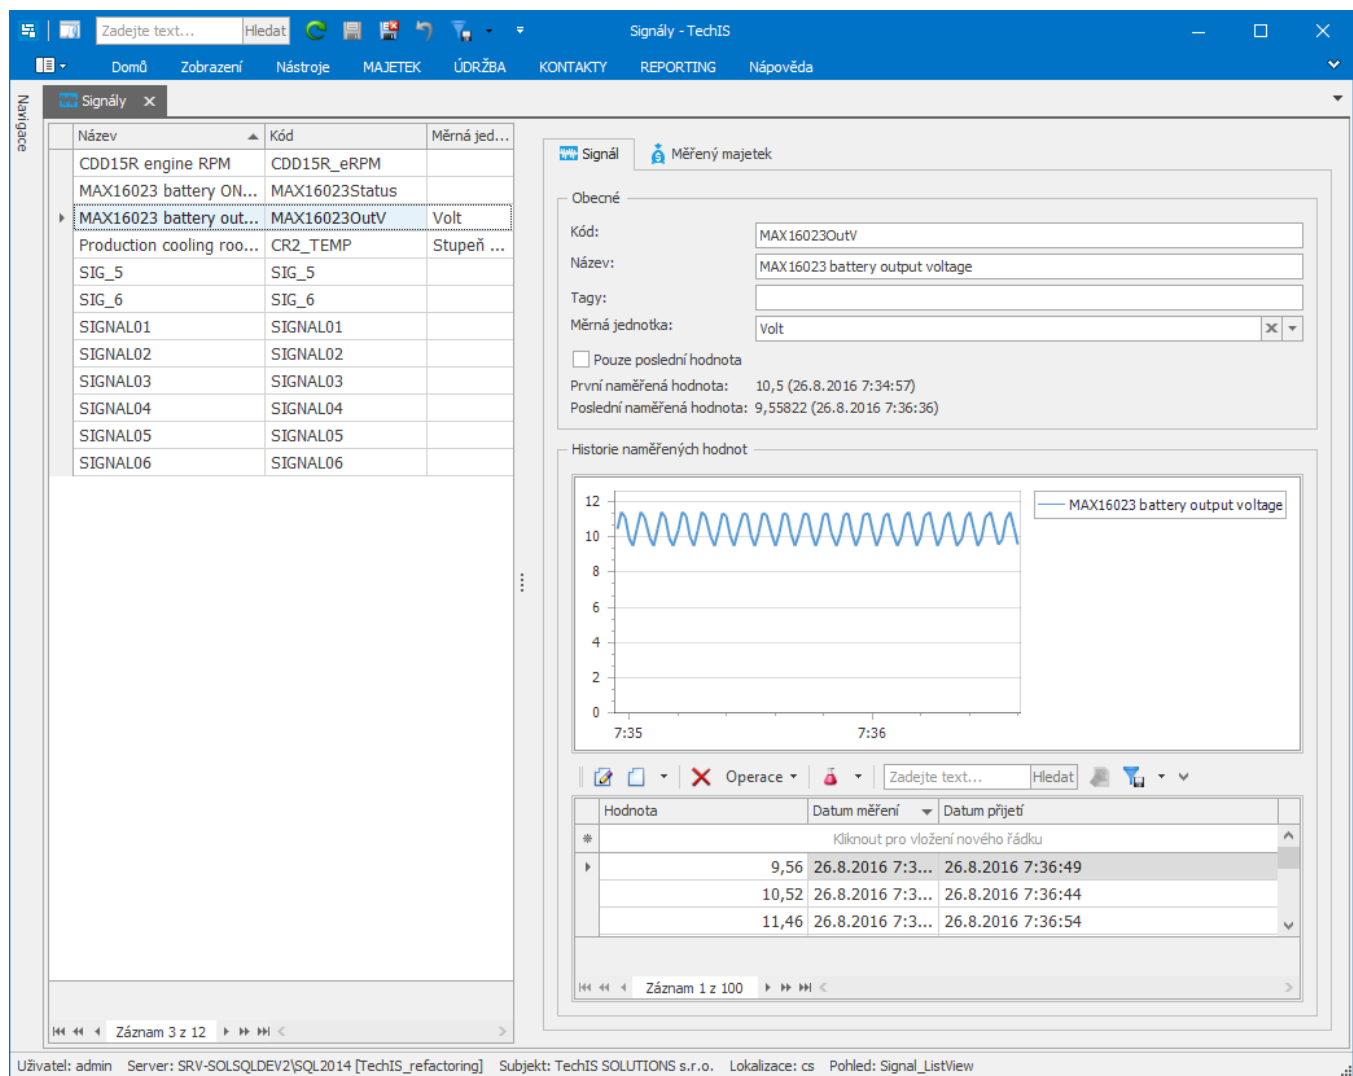 Zadejte text... Hledat Signály - TechIS
Domů Zobrazení Nástroje MAJETEK ÚDRŽBA KONTAKTY REPORTING Nápověda
Navigace
Signály
Název Kód Měrná jed...
CDD15R engine RPM CDD15R_eRPM
MAX16023 battery ON... MAX16023Status
MAX16023 battery out... MAX16023OutV Volt
Production cooling roo... CR2_TEMP Stupeň ...
SIG_5 SIG_5
SIG_6 SIG_6
SIGNAL01 SIGNAL01
SIGNAL02 SIGNAL02
SIGNAL03 SIGNAL03
SIGNAL04 SIGNAL04
SIGNAL05 SIGNAL05
SIGNAL06 SIGNAL06
Záznam 3 z 12
Signál Měřený majetek
Obecné
Kód: MAX16023OutV
Název: MAX16023 battery output voltage
Tagy:
Měrná jednotka: Volt
Pouze poslední hodnota
První naměřená hodnota: 10,5 (26.8.2016 7:34:57)
Poslední naměřená hodnota: 9,55822 (26.8.2016 7:36:36)
Historie naměřených hodnot
12
10
8
6
4
2
0
7:35 7:36
MAX16023 battery output voltage
Operace Zadejte text... Hledat
Hodnota Datum měření Datum přijetí
Kliknout pro vložení nového řádku
9,56 26.8.2016 7:3... 26.8.2016 7:36:49
10,52 26.8.2016 7:3... 26.8.2016 7:36:44
11,46 26.8.2016 7:3... 26.8.2016 7:36:54
Záznam 1 z 100
Uživatel: admin Server: SRV-SOLSQLDEV2\SQL2014 [TechIS_refactoring] Subjekt: TechIS SOLUTIONS s.r.o. Lokalizace: cs Pohled: Signal_ListView